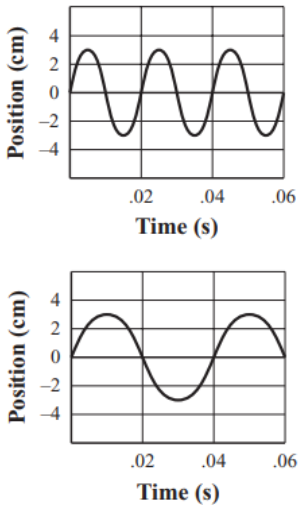 Position (cm)
4
2
0
–2
–4
.02 .04 .06
Time (s)
Position (cm)
4
2
0
–2
–4
.02 .04 .06
Time (s)